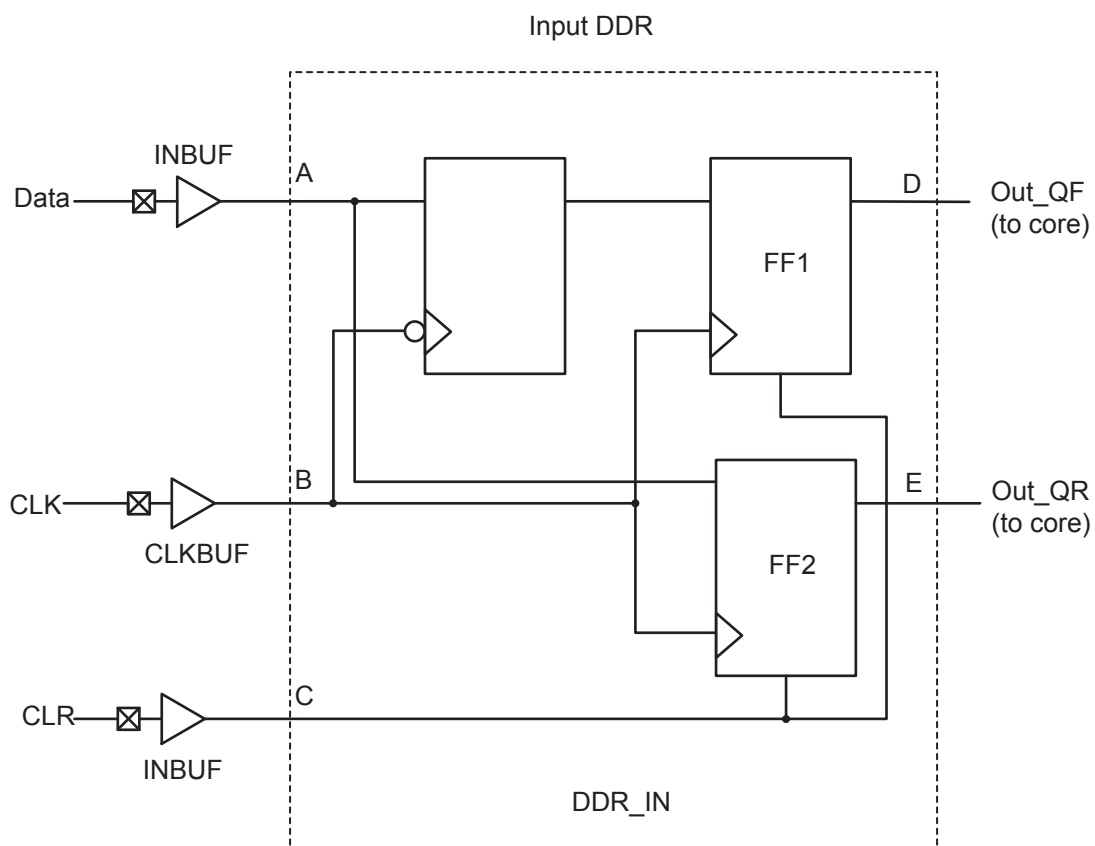 Input DDR
INBUF
Data
A
D
Out_QF
(to core)
FF1
B
E
CLK
CLKBUF
Out_QR
(to core)
FF2
C
CLR
INBUF
DDR_IN